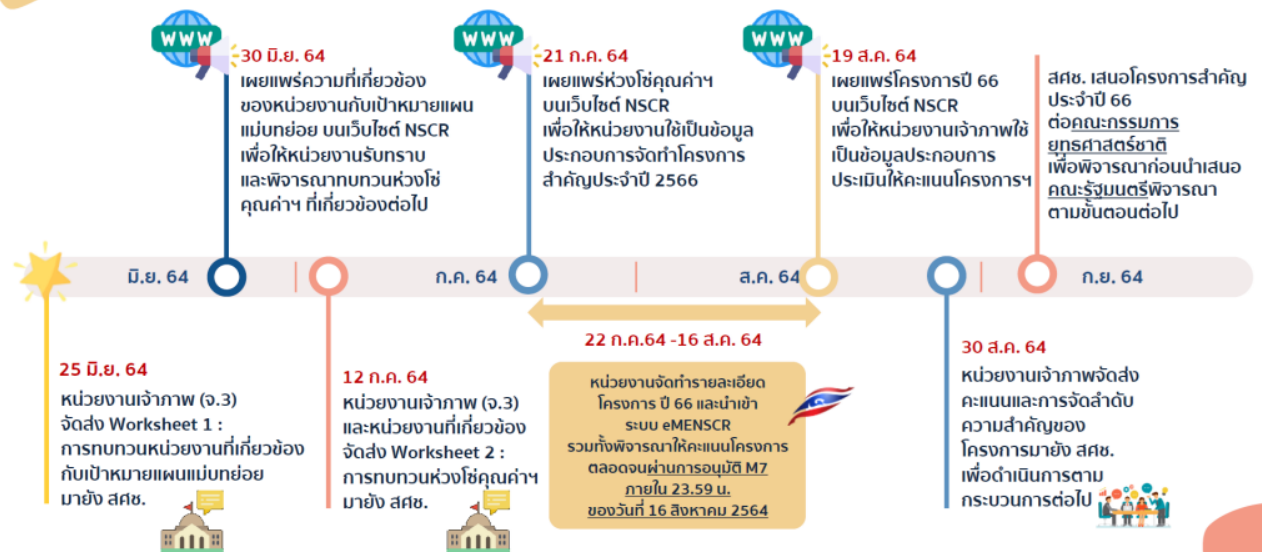 WWW
30 มิ.ย. 64
เผยแพร่ความที่เกี่ยวข้อง
ของหน่วยงานกับเป้าหมายแผน
แม่บทย่อย บนเว็บไซต์ NSCR
เพื่อให้หน่วยงานรับทราบ
และพิจารณาทบทวนห่วงโซ่
คุณค่าฯ ที่เกี่ยวข้องต่อไป
WWW
21 ก.ค. 64
เผยแพร่ห่วงโซ่คุณค่าฯ
บนเว็บไซต์ NSCR
เพื่อให้หน่วยงานใช้เป็นข้อมูล
ประกอบการจัดทำโครงการ
สำคัญประจำปี 2566
WWW
19 ส.ค. 64
เผยแพร่โครงการปี 66
บนเว็บไซต์ NSCR
เพื่อให้หน่วยงานเจ้าภาพใช้
เป็นข้อมูลประกอบการ
ประเมินให้คะแนนโครงการฯ
สศช. เสนอโครงการสำคัญ
ประจำปี 66
ต่อคณะกรรมการ
ยุทธศาสตร์ชาติ
เพื่อพิจารณาก่อนนำเสนอ
คณะรัฐมนตรีพิจารณา
ตามขั้นตอนต่อไป
มิ.ย. 64
ก.ค. 64
ส.ค. 64
ก.ย. 64
25 มิ.ย. 64
หน่วยงานเจ้าภาพ (จ.3)
จัดส่ง Worksheet 1 :
การทบทวนหน่วยงานที่เกี่ยวข้อง
กับเป้าหมายแผนแม่บทย่อย
มายัง สศช.
12 ก.ค. 64
หน่วยงานเจ้าภาพ (จ.3)
และหน่วยงานที่เกี่ยวข้อง
จัดส่ง Worksheet 2 :
การทบทวนห่วงโซ่คุณค่าฯ
มายัง สศช.
22 ก.ค.64 -16 ส.ค. 64
หน่วยงานจัดทำรายละเอียด
โครงการ ปี 66 และนำเข้า
ระบบ eMENSCR
รวมทั้งพิจารณาให้คะแนนโครงการ
ตลอดจนผ่านการอนุมัติ M7
ภายใน 23.59 น.
ของวันที่ 16 สิงหาคม 2564
30 ส.ค. 64
หน่วยงานเจ้าภาพจัดส่ง
คะแนนและการจัดลำดับ
ความสำคัญของ
โครงการมายัง สศช.
เพื่อดำเนินการตาม
กระบวนการต่อไป